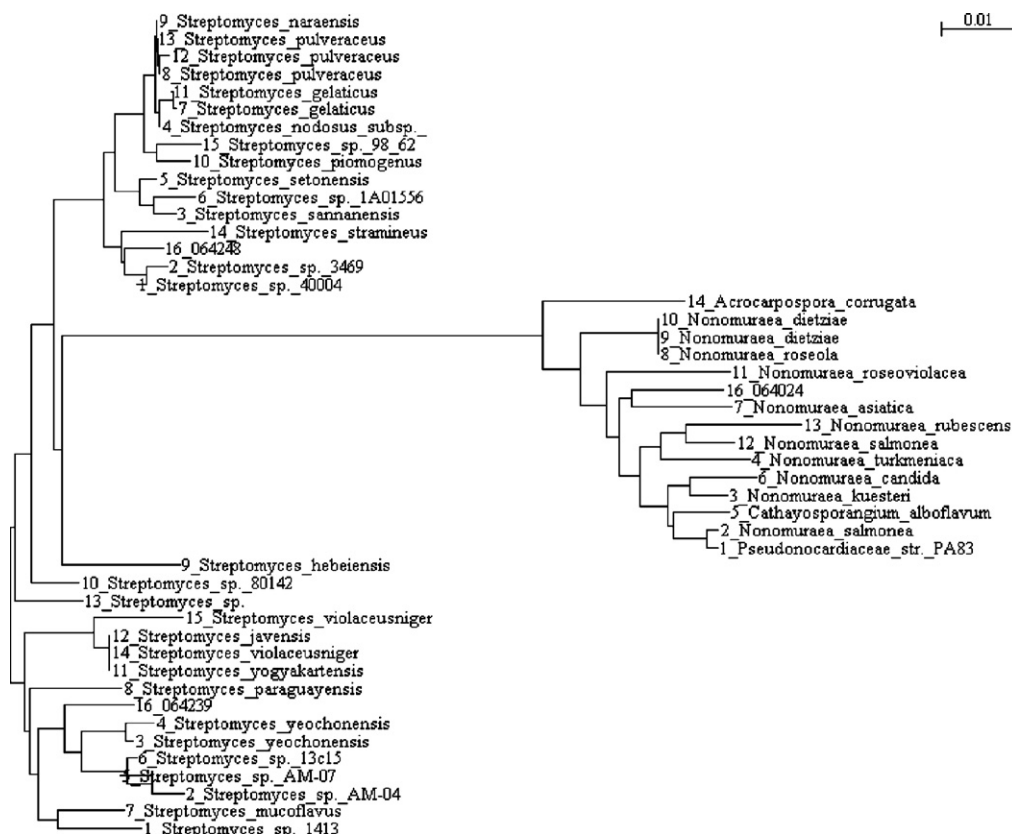 9_Streptomyces_naraensis
0.01
13_Streptomyces_pulveraceus
12_Streptomyces_pulveraceus
8_Streptomyces_pulveraceus
11_Streptomyces_gelaticus
7_Streptomyces_gelaticus
4_Streptomyces_nodosus_subsp._
15_Streptomyces_sp._98_62
10_Streptomyces_piomogenus
5_Streptomyces_setonensis
6_Streptomyces_sp._1A01556
3_Streptomyces_sannanensis
14_Streptomyces_stramineus
16_064248
2_Streptomyces_sp._3469
1_Streptomyces_sp._40004
14_Acrocarpospora_corrugata
10_Nonomuraea_dietziae
9_Nonomuraea_dietziae
8_Nonomuraea_roseola
11_Nonomuraea_roseoviolacea
16_064024
7_Nonomuraea_asiatica
13_Nonomuraea_rubescens
12_Nonomuraea_salmonea
4_Nonomuraea_turkmeniaca
6_Nonomuraea_candida
3_Nonomuraea_kuesteri
5_Cathayosporangium_alboflavum
2_Nonomuraea_salmonea
1_Pseudonocardiaceae_str._PA83
9_Streptomyces_hebeiensis
10_Streptomyces_sp._80142
13_Streptomyces_sp.
15_Streptomyces_violaceusniger
12_Streptomyces_javensis
14_Streptomyces_violaceusniger
11_Streptomyces_yogyakartensis
8_Streptomyces_paraguayensis
16_064239
4_Streptomyces_yeochonensis
3_Streptomyces_yeochonensis
6_Streptomyces_sp._13c15
Streptomyces_sp._AM-07
2_Streptomyces_sp._AM-04
7_Streptomyces_mucoflavus
1_Streptomyces_sp._1413